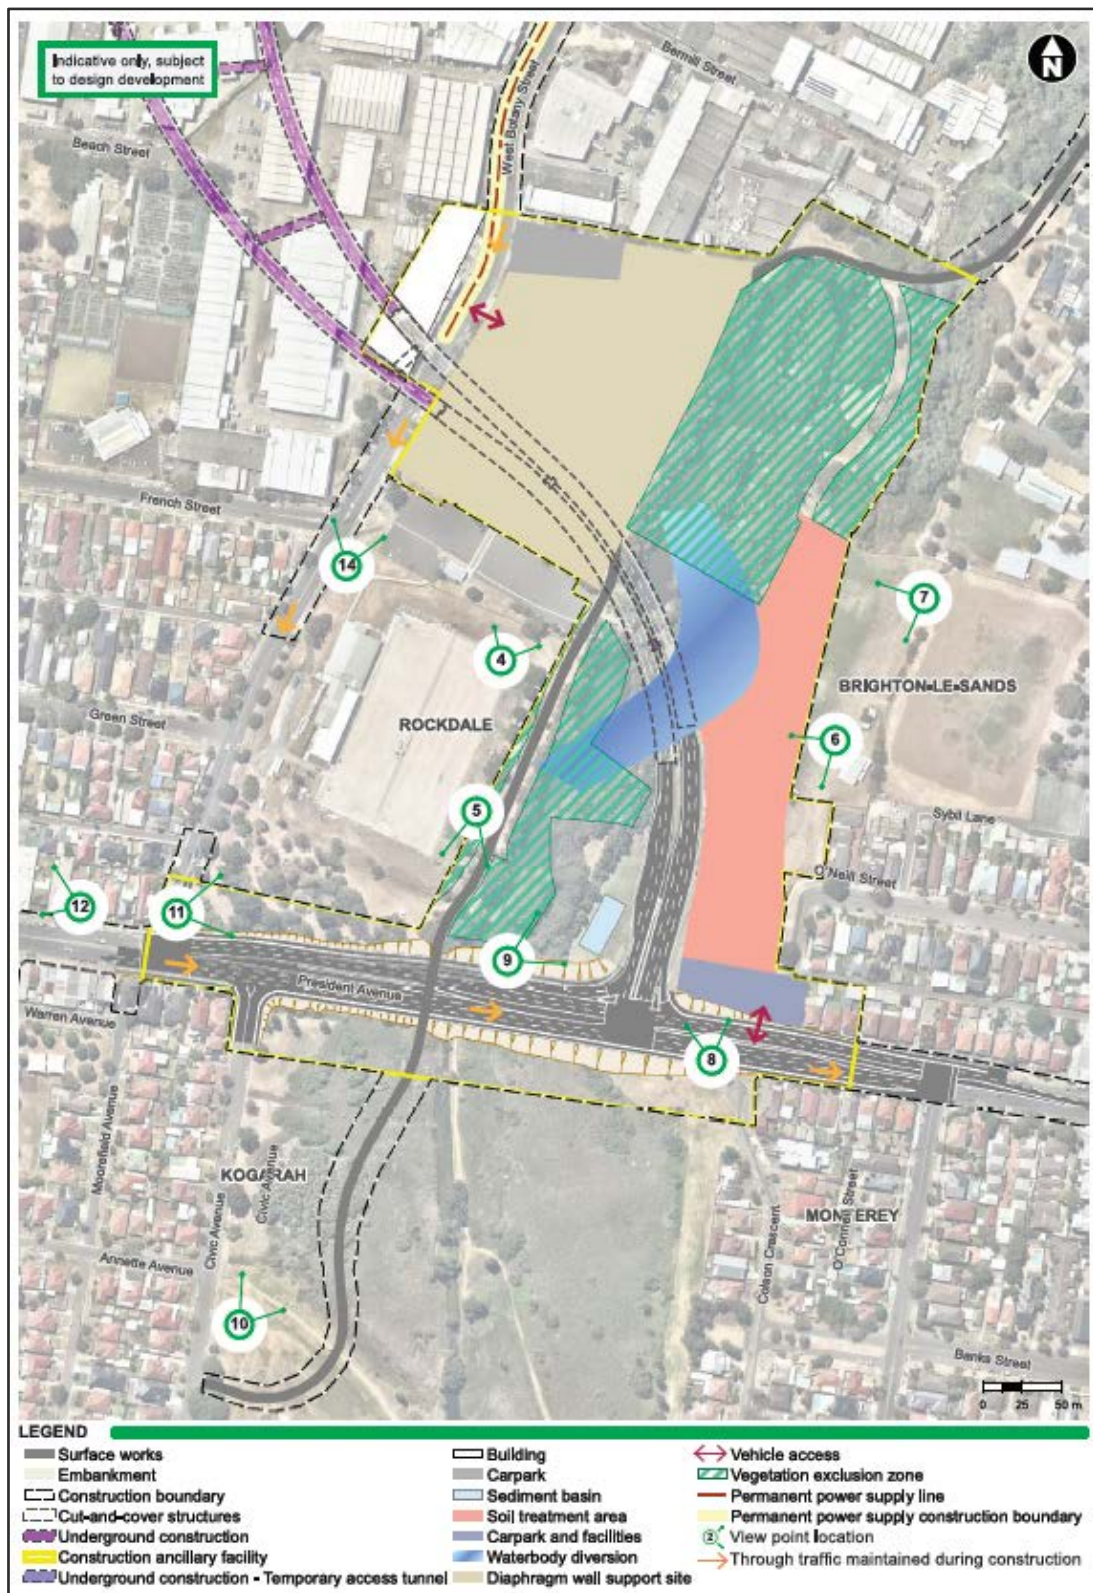 Indicative only, subject
to design development
N
Bermill Street
West Botany Street
Beach Street
French Street
14
7
4
BRIGHTON-LE-SANDS
ROCKDALE
Green Street
6
5
Sybil Lane
O'Neill Street
12
11
9
President Avenue
Warren Avenue
8
Moorefield Avenue
KOGARAH
Civic Avenue
Civic Avenue
MONTEREY
O'Connell Street
Colson Crescent
Annette Avenue
10
Banks Street
0 25 50 m
LEGEND
Surface works
Embankment
Construction boundary
Cut-and-cover structures
Underground construction
Construction ancillary facility
Underground construction - Temporary access tunnel
Building
Carpark
Sediment basin
Soil treatment area
Carpark and facilities
Waterbody diversion
Diaphragm wall support site
Vehicle access
Vegetation exclusion zone
Permanent power supply line
Permanent power supply construction boundary
2 View point location
Through traffic maintained during construction